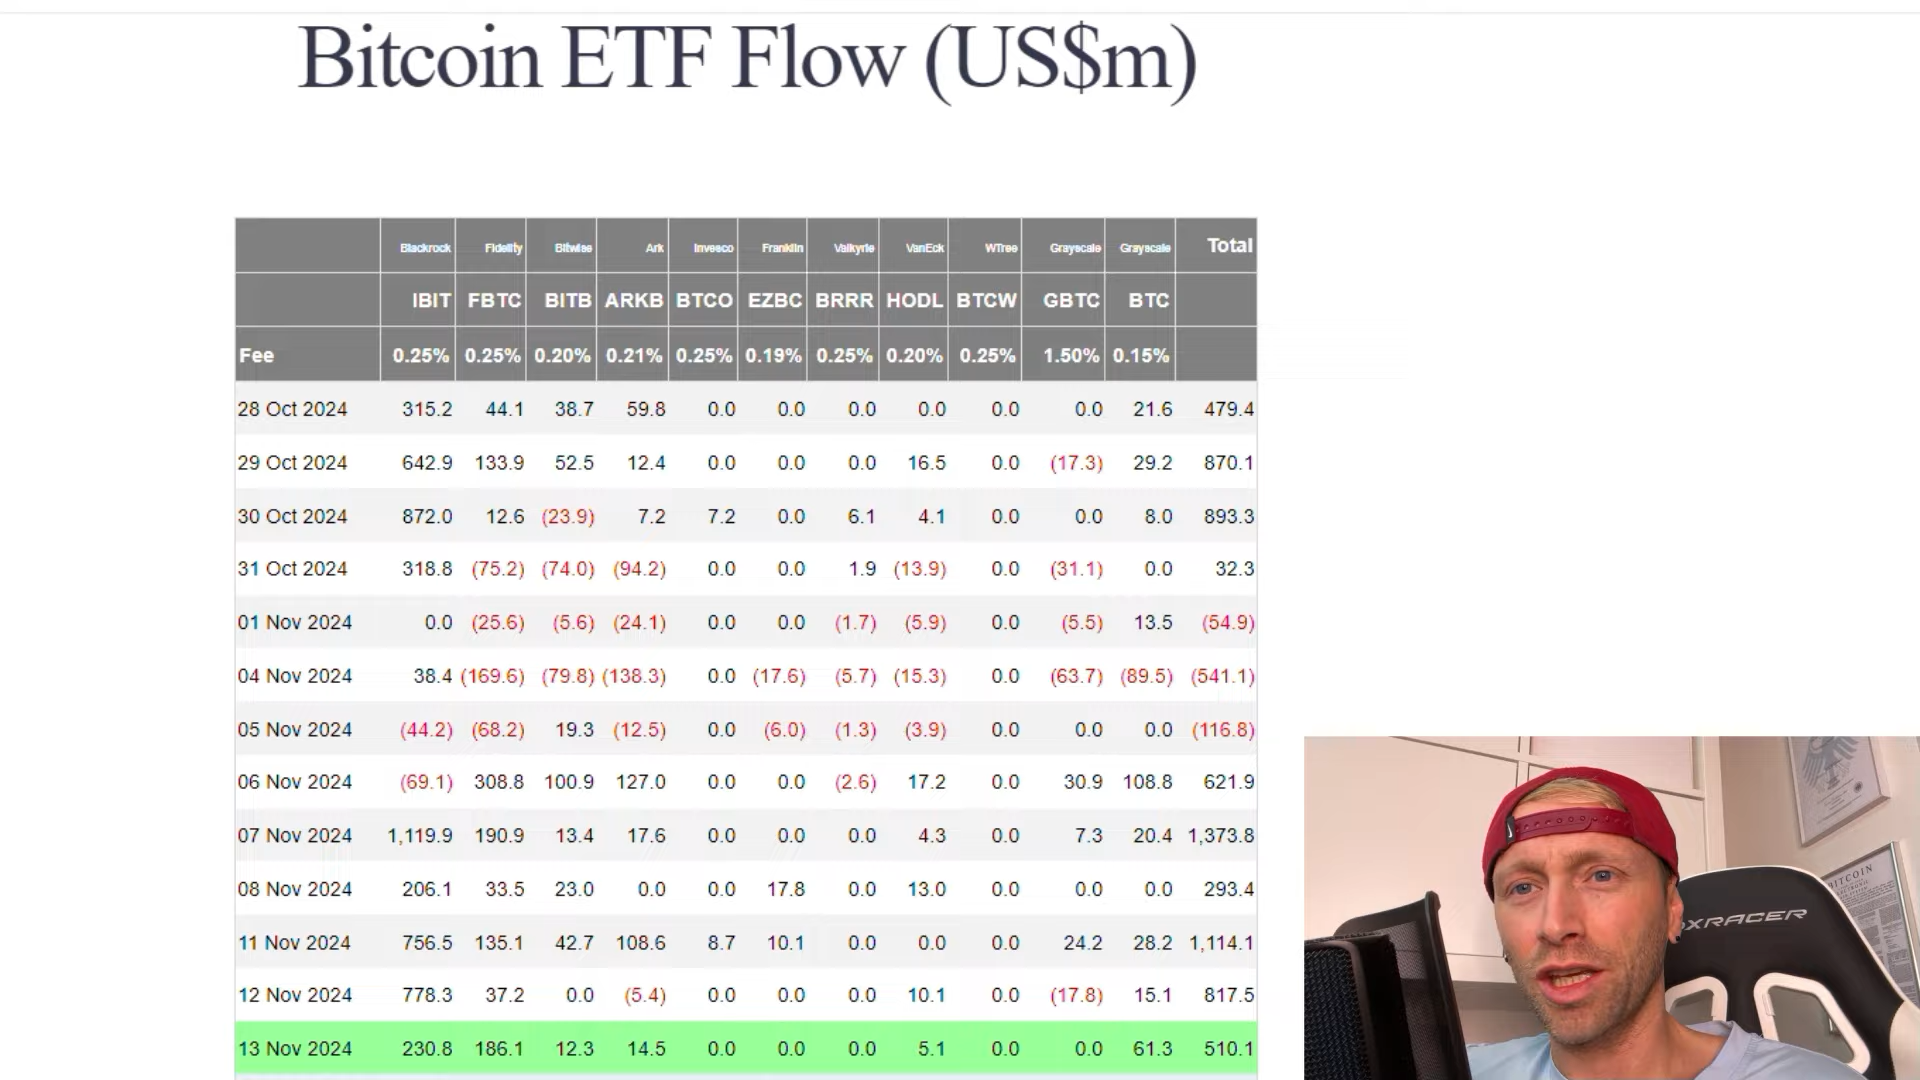 Bitcoin ETF Flow (US$m)
Blackrock Fidelity Bitwise Ark Invesco Franklin Valkyrie VanEck WTree Grayscale Grayscale Total
IBIT FBTC BITB ARKB BTCO EZBC BRRR HODL BTCW GBTC BTC
Fee 0.25% 0.25% 0.20% 0.21% 0.25% 0.19% 0.25% 0.20% 0.25% 1.50% 0.15%
28 Oct 2024 315.2 44.1 38.7 59.8 0.0 0.0 0.0 0.0 0.0 0.0 21.6 479.4
29 Oct 2024 642.9 133.9 52.5 12.4 0.0 0.0 0.0 16.5 0.0 (17.3) 29.2 870.1
30 Oct 2024 872.0 12.6 (23.9) 7.2 7.2 0.0 6.1 4.1 0.0 0.0 8.0 893.3
31 Oct 2024 318.8 (75.2) (74.0) (94.2) 0.0 0.0 1.9 (13.9) 0.0 (31.1) 0.0 32.3
01 Nov 2024 0.0 (25.6) (5.6) (24.1) 0.0 0.0 (1.7) (5.9) 0.0 (5.5) 13.5 (54.9)
04 Nov 2024 38.4 (169.6) (79.8) (138.3) 0.0 (17.6) (5.7) (15.3) 0.0 (63.7) (89.5) (541.1)
05 Nov 2024 (44.2) (68.2) 19.3 (12.5) 0.0 (6.0) (1.3) (3.9) 0.0 0.0 0.0 (116.8)
06 Nov 2024 (69.1) 308.8 100.9 127.0 0.0 0.0 (2.6) 17.2 0.0 30.9 108.8 621.9
07 Nov 2024 1,119.9 190.9 13.4 17.6 0.0 0.0 0.0 4.3 0.0 7.3 20.4 1,373.8
08 Nov 2024 206.1 33.5 23.0 0.0 0.0 17.8 0.0 13.0 0.0 0.0 0.0 293.4
11 Nov 2024 756.5 135.1 42.7 108.6 8.7 10.1 0.0 0.0 0.0 24.2 28.2 1,114.1
12 Nov 2024 778.3 37.2 0.0 (5.4) 0.0 0.0 0.0 10.1 0.0 (17.8) 15.1 817.5
13 Nov 2024 230.8 186.1 12.3 14.5 0.0 0.0 0.0 5.1 0.0 0.0 61.3 510.1
BITCOIN
DXRACER